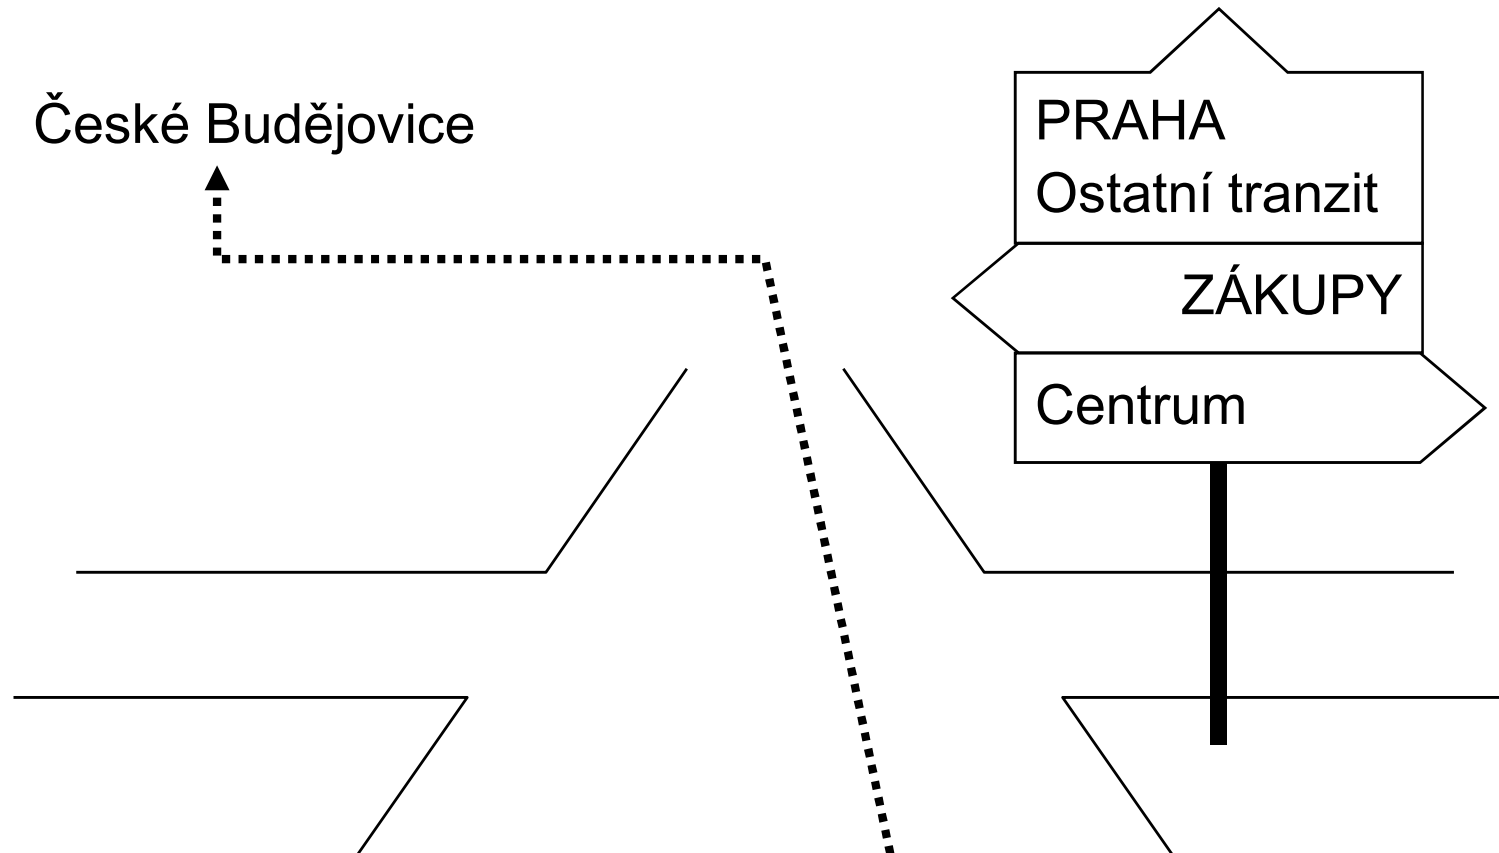 České Budějovice
PRAHA
Ostatní tranzit
ZÁKUPY
Centrum